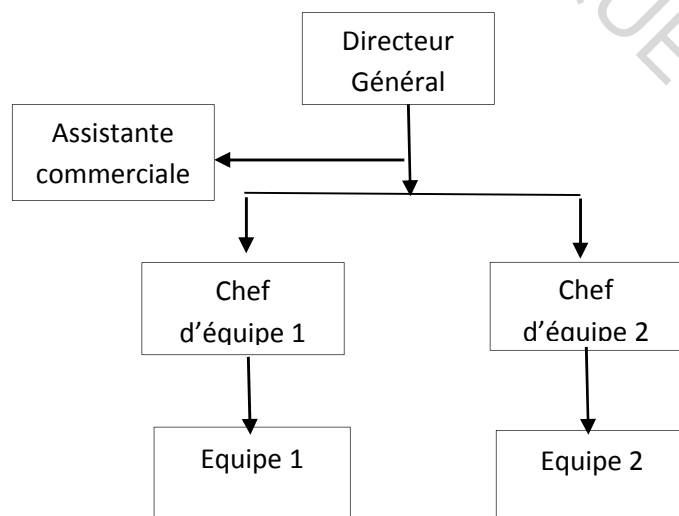 Directeur
Général
Assistante
commerciale
Chef
d'équipe 1
Chef
d'équipe 2
Equipe 1
Equipe 2